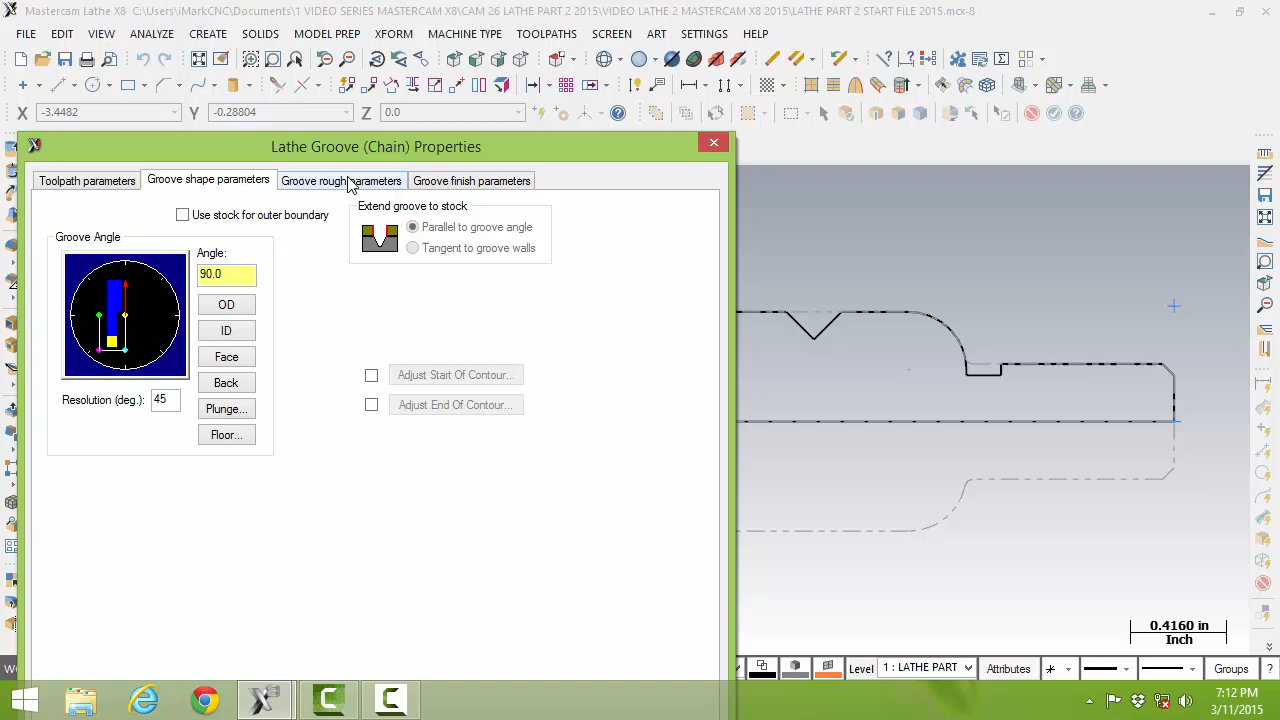 Mastercam Lathe X8 C:\Users\iMarkCNC\Documents\1 VIDEO SERIES MASTERCAM X8\CAM 26 LATHE PART 2 2015\VIDEO LATHE 2 MASTERCAM X8 2015\LATHE PART 2 START FILE 2015.mcx-8
FILE EDIT VIEW ANALYZE CREATE SOLIDS MODEL PREP XFORM MACHINE TYPE TOOLPATHS SCREEN ART SETTINGS HELP
X -3.4482 Y -0.28804 Z 0.0
Lathe Groove (Chain) Properties
Toolpath parameters Groove shape parameters Groove rough parameters Groove finish parameters
Use stock for outer boundary
Extend groove to stock
Parallel to groove angle
Tangent to groove walls
Groove Angle
Angle:
90.0
OD
ID
Face
Back
Plunge...
Floor...
Resolution (deg.): 45
Adjust Start Of Contour...
Adjust End Of Contour...
0.4160 in
Inch
Level 1 : LATHE PART Attributes Groups ?
7:12 PM
3/11/2015